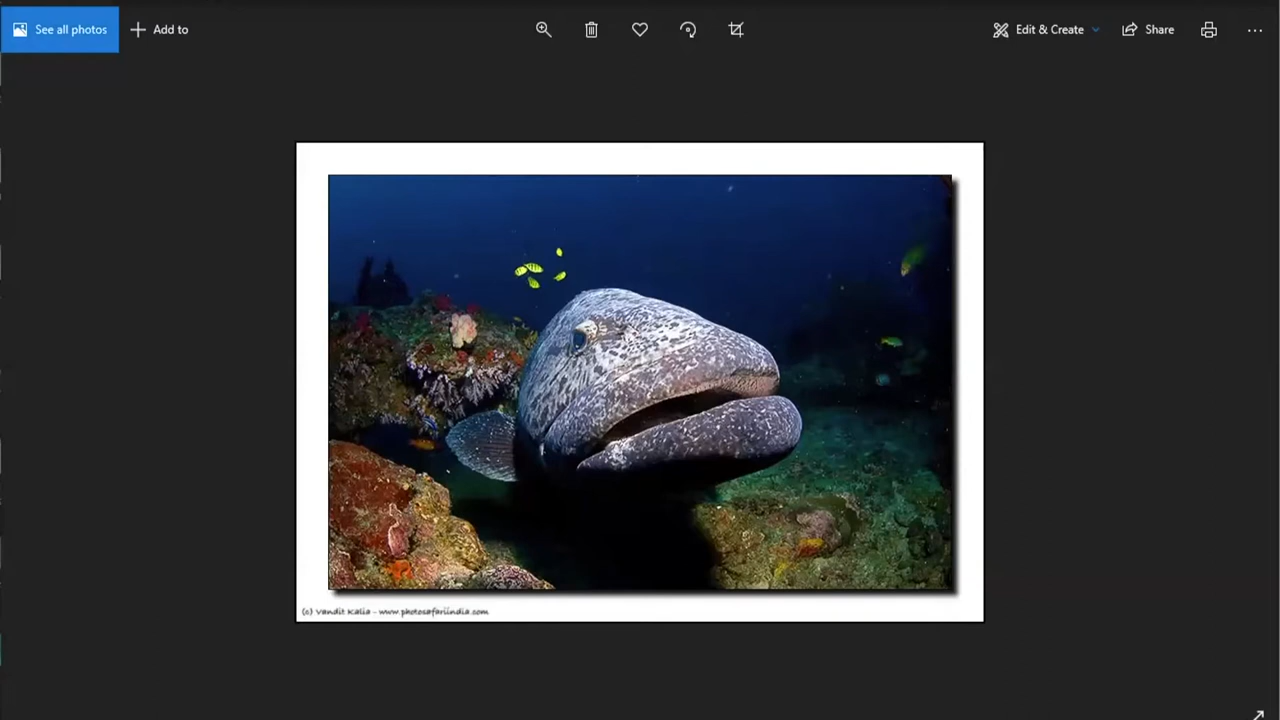 See all photos
Add to
Edit & Create
Share
(c) Vandit Kalia - www.photosafariindia.com